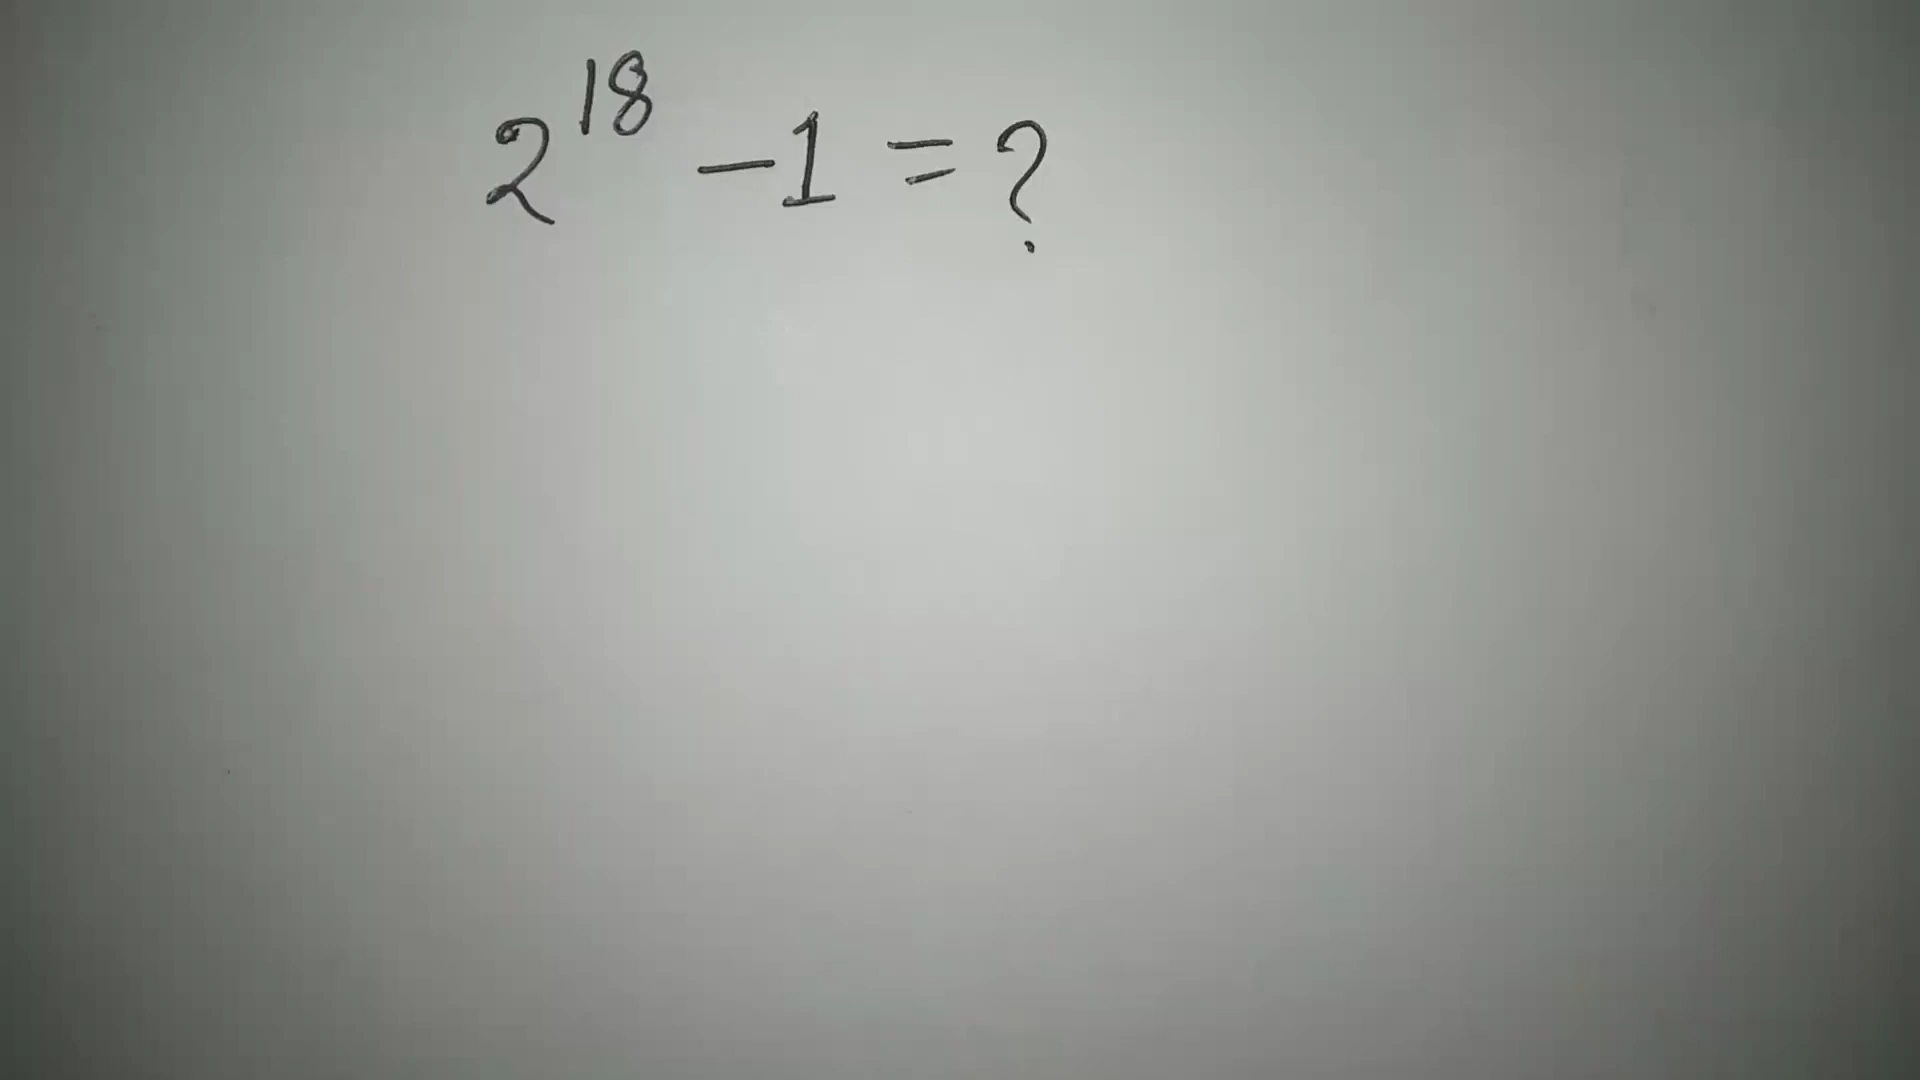 2^18 - 1 = ?